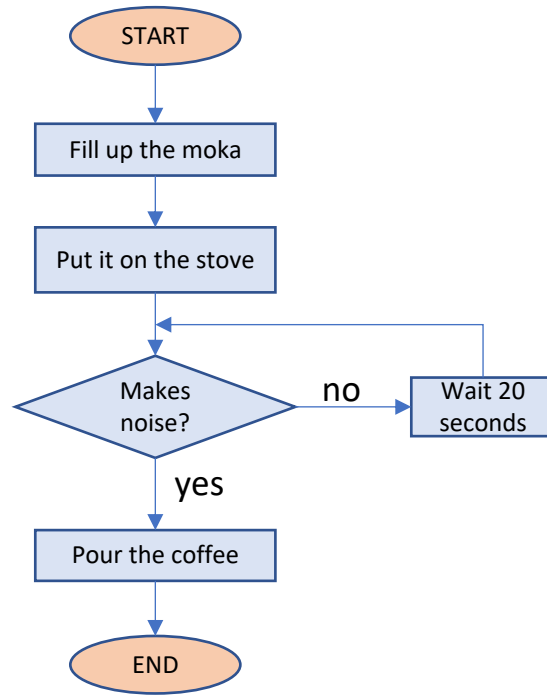 START
Fill up the moka
Put it on the stove
Makes
noise?
no
Wait 20
seconds
yes
Pour the coffee
END